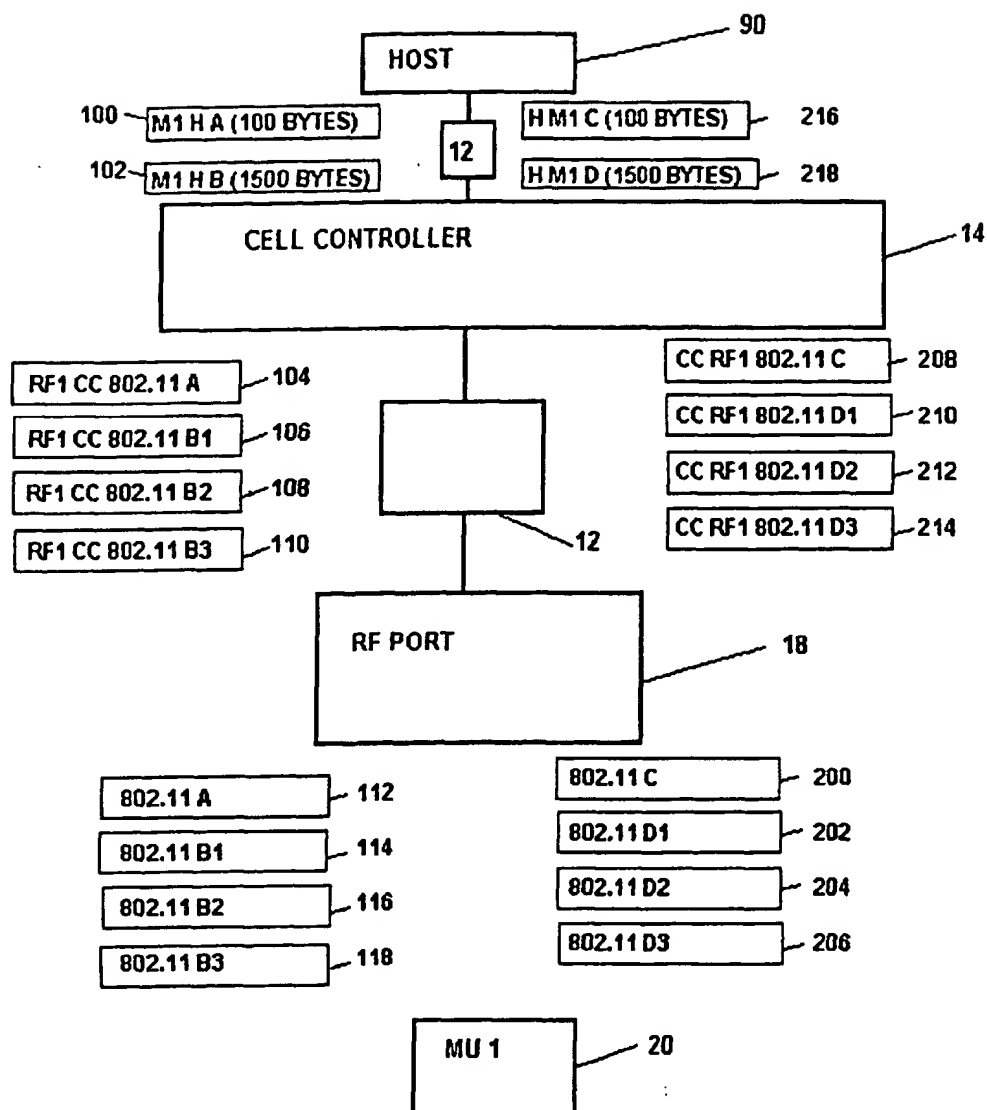 90
HOST
100
M1 H A (100 BYTES)
H M1 C (100 BYTES)
216
12
102
M1 H B (1500 BYTES)
H M1 D (1500 BYTES)
218
CELL CONTROLLER
14
RF1 CC 802.11 A
104
CC RF1 802.11 C
208
RF1 CC 802.11 B1
106
CC RF1 802.11 D1
210
RF1 CC 802.11 B2
108
CC RF1 802.11 D2
212
RF1 CC 802.11 B3
110
CC RF1 802.11 D3
214
12
RF PORT
18
802.11 A
112
802.11 C
200
802.11 B1
114
802.11 D1
202
802.11 B2
116
802.11 D2
204
802.11 B3
118
802.11 D3
206
MU 1
20